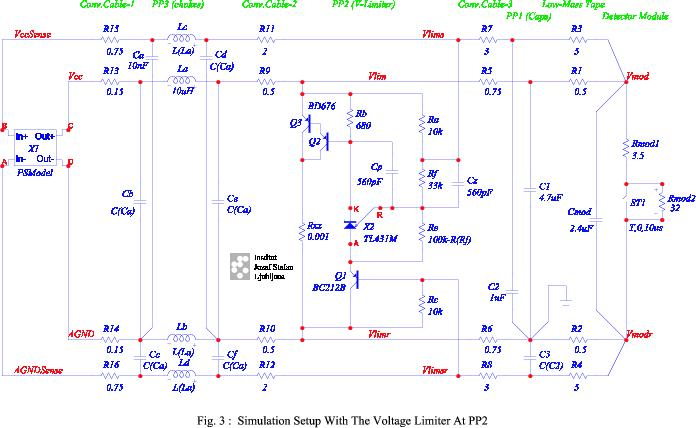 Conv.Cable-1 PP3 (chokes) Conv.Cable-2 PP2 (V-Limiter) Conv.Cable-3 PP1 (Caps) Low-Mass Tape Detector Module
VccSense R15 0.75 Lc L(La) R11 2 Vlims R7 3 R3 5
Ca 10nF Cd C(Ca)
Vcc R13 0.15 La 10uH R9 0.5 Vlim R5 0.75 R1 0.5 Vmod
BD676 Q3 Q2 Rb 680 Ra 10k
B In+ Out+ C
X1
A In- Out- D
PSModel
Cp 560pF Rf 33k Cz 560pF
Rmod1 3.5
Cb C(Ca) Ce C(Ca)
K R X2 TL431M A
Rxz 0.001
Re 100k-R(Rf)
C1 4.7uF
Cmod 2.4uF
ST1 T,0,10us
Rmod2 32
Institut
Jozef Stefan
Ljubljana
Q1 BC212B
Rc 10k
C2 1uF
AGND R14 0.15 Lb L(La) R10 0.5 Vlimr R6 0.75 R2 0.5 Vmodr
Cc C(Ca) Cf C(Ca) C3 C(C2)
AGNDSense R16 0.75 Ld L(La) R12 2 Vlimsr R8 3 R4 5
Fig. 3 : Simulation Setup With The Voltage Limiter At PP2